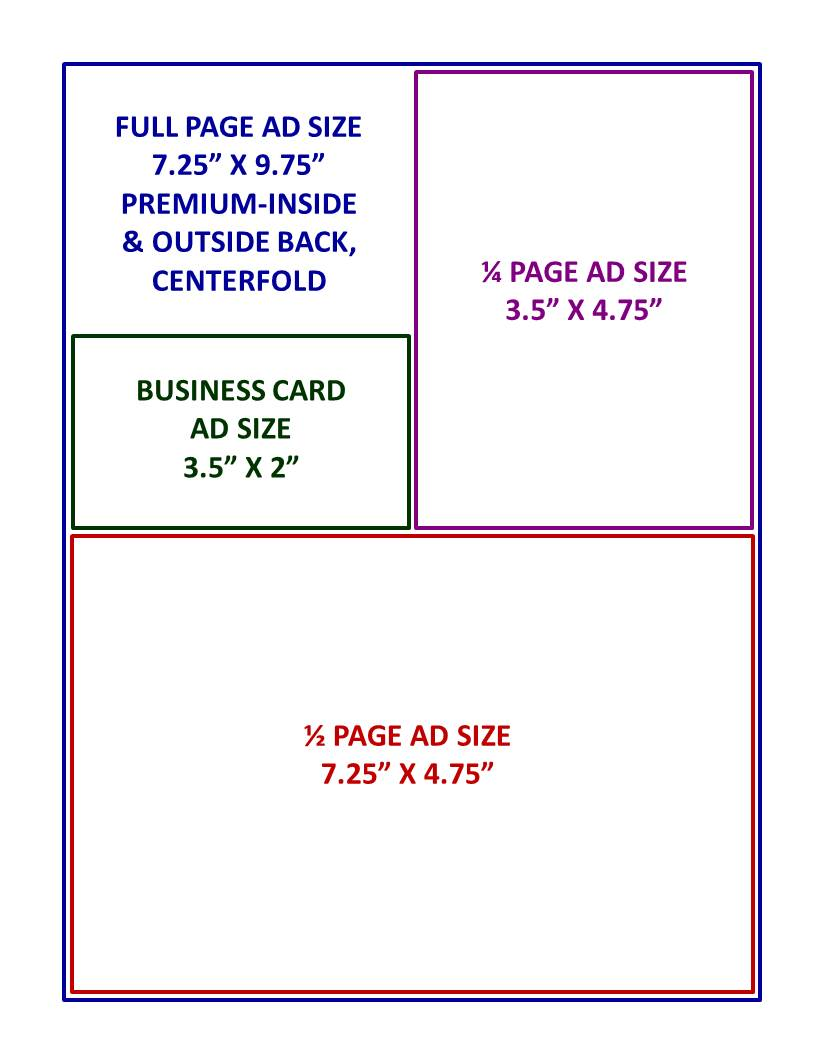 FULL PAGE AD SIZE
7.25” X 9.75”
PREMIUM-INSIDE
& OUTSIDE BACK,
CENTERFOLD
¼ PAGE AD SIZE
3.5” X 4.75”
BUSINESS CARD
AD SIZE
3.5” X 2”
½ PAGE AD SIZE
7.25” X 4.75”